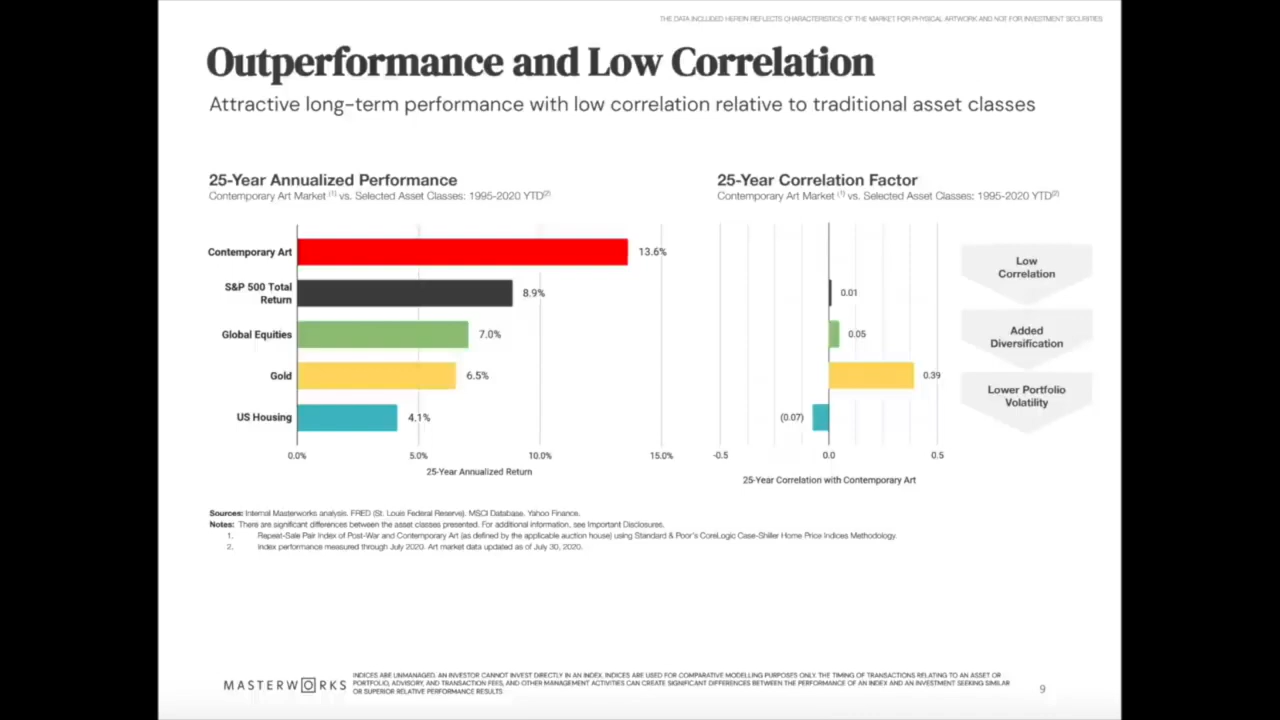 THE DATA INCLUDED HEREIN REFLECTS CHARACTERISTICS OF THE MARKET FOR PHYSICAL ARTWORK AND NOT FOR INVESTMENT SECURITIES
Outperformance and Low Correlation
Attractive long-term performance with low correlation relative to traditional asset classes
25-Year Annualized Performance
Contemporary Art Market (1) vs. Selected Asset Classes: 1995-2020 YTD(2)
Contemporary Art
13.6%
S&P 500 Total
Return
8.9%
Global Equities
7.0%
Gold
6.5%
US Housing
4.1%
0.0%
5.0%
10.0%
15.0%
25-Year Annualized Return
25-Year Correlation Factor
Contemporary Art Market (1) vs. Selected Asset Classes: 1995-2020 YTD(2)
0.01
0.05
0.39
(0.07)
-0.5
0.0
0.5
25-Year Correlation with Contemporary Art
Low
Correlation
Added
Diversification
Lower Portfolio
Volatility
Sources: Internal Masterworks analysis. FRED (St. Louis Federal Reserve). MSCI Database. Yahoo Finance.
Notes: There are significant differences between the asset classes presented. For additional information, see Important Disclosures.
1. Repeat-Sale Pair Index of Post-War and Contemporary Art (as defined by the applicable auction house) using Standard & Poor's CoreLogic Case-Shiller Home Price Indices Methodology.
2. Index performance measured through July 2020. Art market data updated as of July 30, 2020.
MASTERWORKS
INDICES ARE UNMANAGED. AN INVESTOR CANNOT INVEST DIRECTLY IN AN INDEX. INDICES ARE USED FOR COMPARATIVE MODELLING PURPOSES ONLY. THE TIMING OF TRANSACTIONS RELATING TO AN ASSET OR
PORTFOLIO, ADVISORY, AND TRANSACTION FEES, AND OTHER MANAGEMENT ACTIVITIES CAN CREATE SIGNIFICANT DIFFERENCES BETWEEN THE PERFORMANCE OF AN INDEX AND AN INVESTMENT SEEKING SIMILAR
OR SUPERIOR RELATIVE PERFORMANCE RESULTS
9